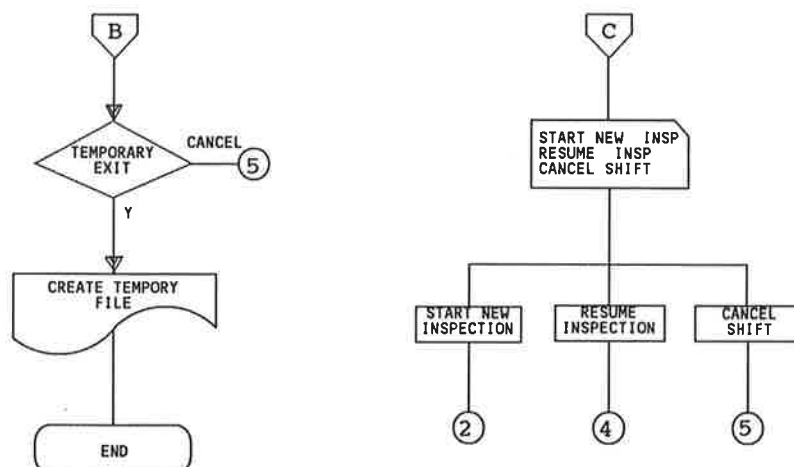 B
CANCEL
TEMPORARY
EXIT
5
Y
CREATE TEMPORY
FILE
END
C
START NEW INSP
RESUME INSP
CANCEL SHIFT
START NEW
INSPECTION
RESUME
INSPECTION
CANCEL
SHIFT
2
4
5